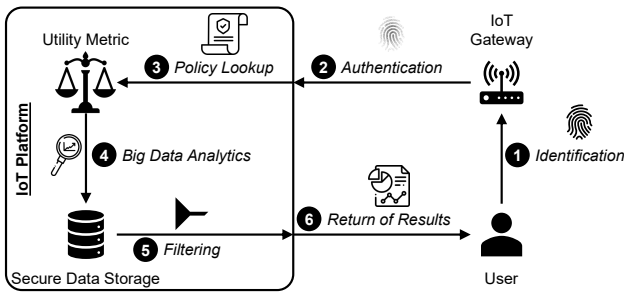 Utility Metric
IoT
Gateway
3 Policy Lookup
2 Authentication
IoT Platform
4 Big Data Analytics
1 Identification
6 Return of Results
5 Filtering
Secure Data Storage
User